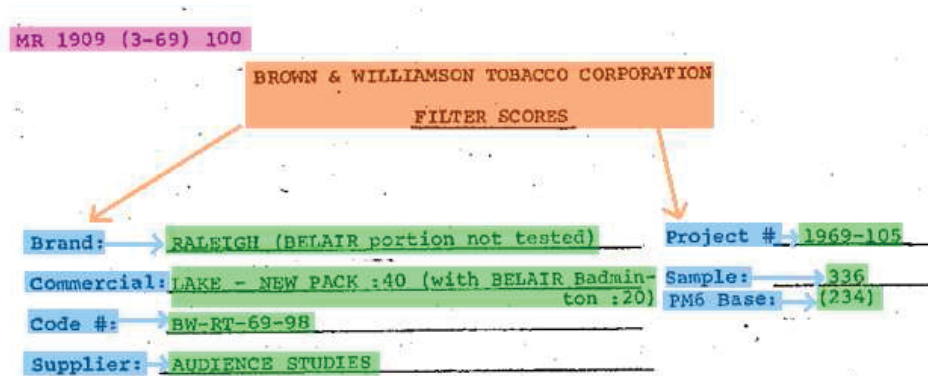 MR 1909 (3-69) 100
BROWN & WILLIAMSON TOBACCO CORPORATION
FILTER SCORES
Brand: RALEIGH (BELAIR portion not tested) Project # 1969-105
Commercial: LAKE - NEW PACK :40 (with BELAIR Badmin- Sample: 336
ton :20) PM6 Base: (234)
Code #: BW-RT-69-98
Supplier: AUDIENCE STUDIES